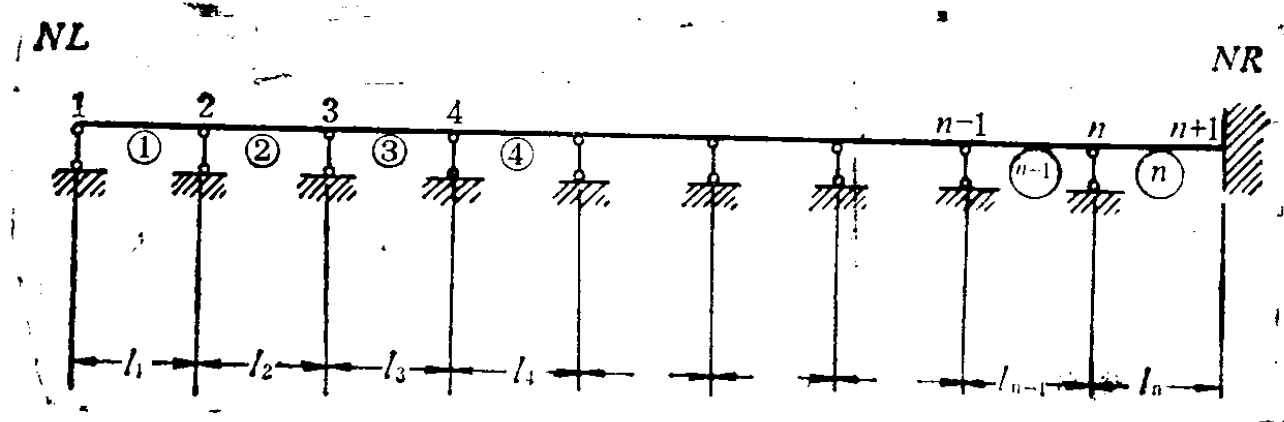 NL
NR
1 2 3 4 n-1 n n+1
① ② ③ ④ n-1 n
l₁ l₂ l₃ l₄ lₙ₋₁ lₙ